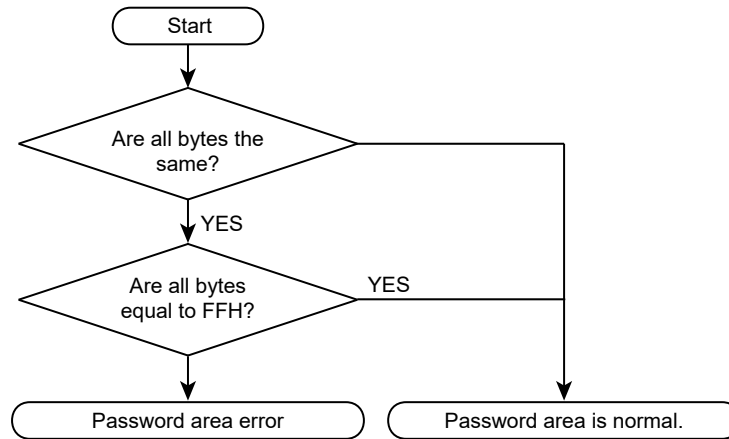 Start
Are all bytes the
same?
YES
Are all bytes
equal to FFH?
YES
Password area error
Password area is normal.